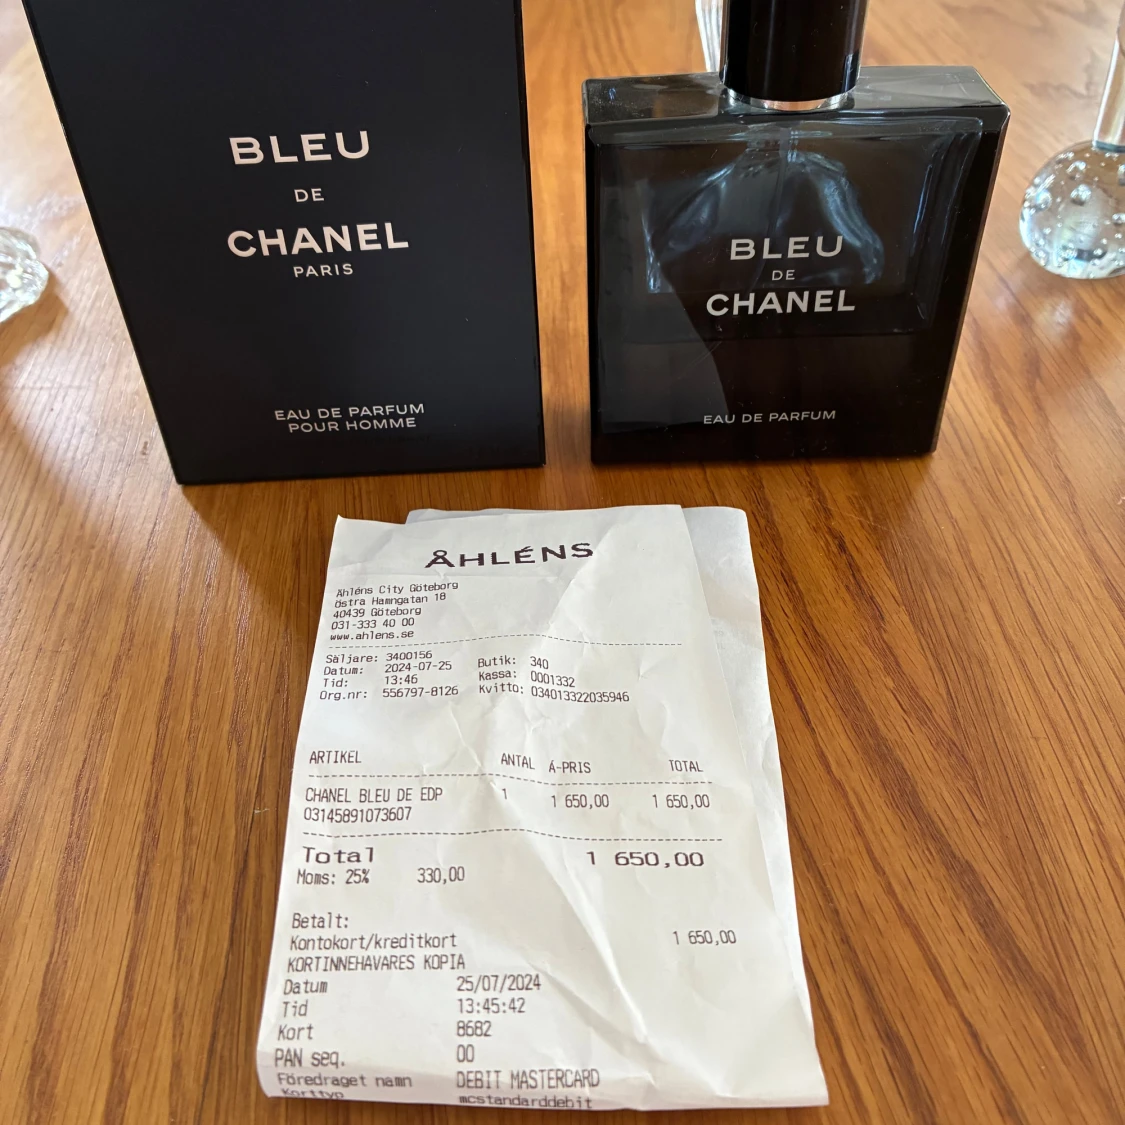 BLEU
DE
CHANEL
PARIS
EAU DE PARFUM
POUR HOMME
BLEU
DE
CHANEL
EAU DE PARFUM
ÅHLÉNS
Åhléns City Göteborg
Östra Hamngatan 18
40439 Göteborg
031-333 40 00
www.ahlens.se
Säljare: 3400156 Butik: 340
Datum: 2024-07-25 Kassa: 0001332
Tid: 13:46 Kvitto: 034013322035946
Org.nr: 556797-8126
ARTIKEL ANTAL Á-PRIS TOTAL
CHANEL BLEU DE EDP 1 1 650,00 1 650,00
03145891073607
Total 1 650,00
Moms: 25% 330,00
Betalt:
Kontokort/kreditkort 1 650,00
KORTINNEHAVARES KOPIA
Datum 25/07/2024
Tid 13:45:42
Kort 8682
PAN seq. 00
Föredraget namn DEBIT MASTERCARD
Korttyp mcstandarddebit